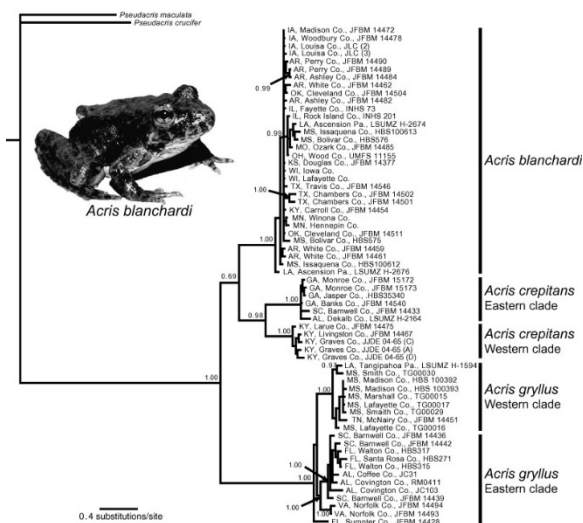 Pseudacris maculata
Pseudacris crucifer
IA, Madison Co., JFBM 14472
IA, Woodbury Co., JFBM 14478
IA, Louisa Co., JLC (2)
IA, Louisa Co., JLC (3)
AR, Perry Co., JFBM 14490
AR, Perry Co., JFBM 14489
AR, Ashley Co., JFBM 14484
0.99
AR, White Co., JFBM 14462
OK, Cleveland Co., JFBM 14504
AR, Ashley Co., JFBM 14482
IL, Fayette Co., INHS 73
IL, Rock Island Co., INHS 201
LA, Ascension Pa., LSUMZ H-2674
0.99
MS, Issaquena Co., HBS100613
MS, Bolivar Co., HBS576
MO, Ozark Co., JFBM 14485
OH, Wood Co., UMFS 11155
KS, Douglas Co., JFBM 14377
WI, Iowa Co.
WI, Lafayette Co.
TX, Travis Co., JFBM 14546
1.00
TX, Chambers Co., JFBM 14502
TX, Chambers Co., JFBM 14501
KY, Carroll Co., JFBM 14454
MN, Winona Co.
MN, Hennepin Co.
OK, Cleveland Co., JFBM 14511
MS, Bolivar Co., HBS575
1.00
AR, White Co., JFBM 14459
AR, White Co., JFBM 14461
MS, Issaquena Co., HBS100612
LA, Ascension Pa., LSUMZ H-2676
Acris blanchardi
Acris blanchardi
0.69
GA, Monroe Co., JFBM 15172
GA, Monroe Co., JFBM 15173
GA, Jasper Co., HBS35340
1.00
GA, Banks Co., JFBM 14540
SC, Barnwell Co., JFBM 14433
AL, Dekalb Co., LSUMZ H-2164
Acris crepitans
Eastern clade
0.98
KY, Larue Co., JFBM 14475
KY, Livingston Co., JFBM 14467
1.00
KY, Graves Co., JJDE 04-65 (C)
KY, Graves Co., JJDE 04-65 (A)
KY, Graves Co., JJDE 04-65 (D)
Acris crepitans
Western clade
1.00
0.93
LA, Tangipahoa Pa., LSUMZ H-1594
MS, Smith Co., TG00030
MS, Madison Co., HBS 100392
MS, Madison Co., HBS 100393
1.00
MS, Marshall Co., TG00015
MS, Lafayette Co., TG00017
MS, Smaith Co., TG00029
TN, McNairy Co., JFBM 14451
MS, Lafayette Co., TG00016
Acris gryllus
Western clade
SC, Barnwell Co., JFBM 14436
SC, Barnwell Co., JFBM 14442
FL, Walton Co., HBS317
1.00
FL, Santa Rosa Co., HBS271
FL, Walton Co., HBS315
1.00
AL, Coffee Co., JC31
AL, Covington Co., RM0411
AL, Covington Co., JC103
SC, Barnwell Co., JFBM 14439
1.00
VA, Norfolk Co., JFBM 14494
VA, Norfolk Co., JFBM 14493
FL, Sumpter Co., JFBM 14428
Acris gryllus
Eastern clade
0.4 substitutions/site